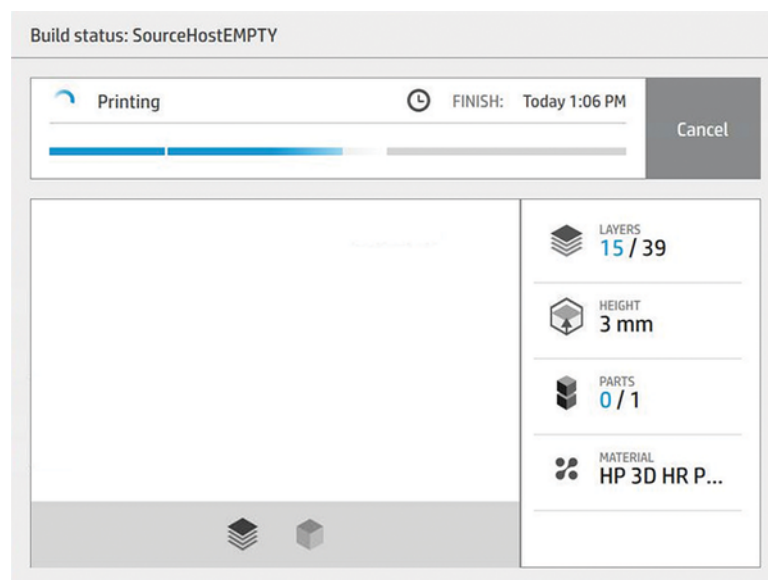 Build status: SourceHostEMPTY
Printing
FINISH: Today 1:06 PM
Cancel
LAYERS
15 / 39
HEIGHT
3 mm
PARTS
0 / 1
MATERIAL
HP 3D HR P...